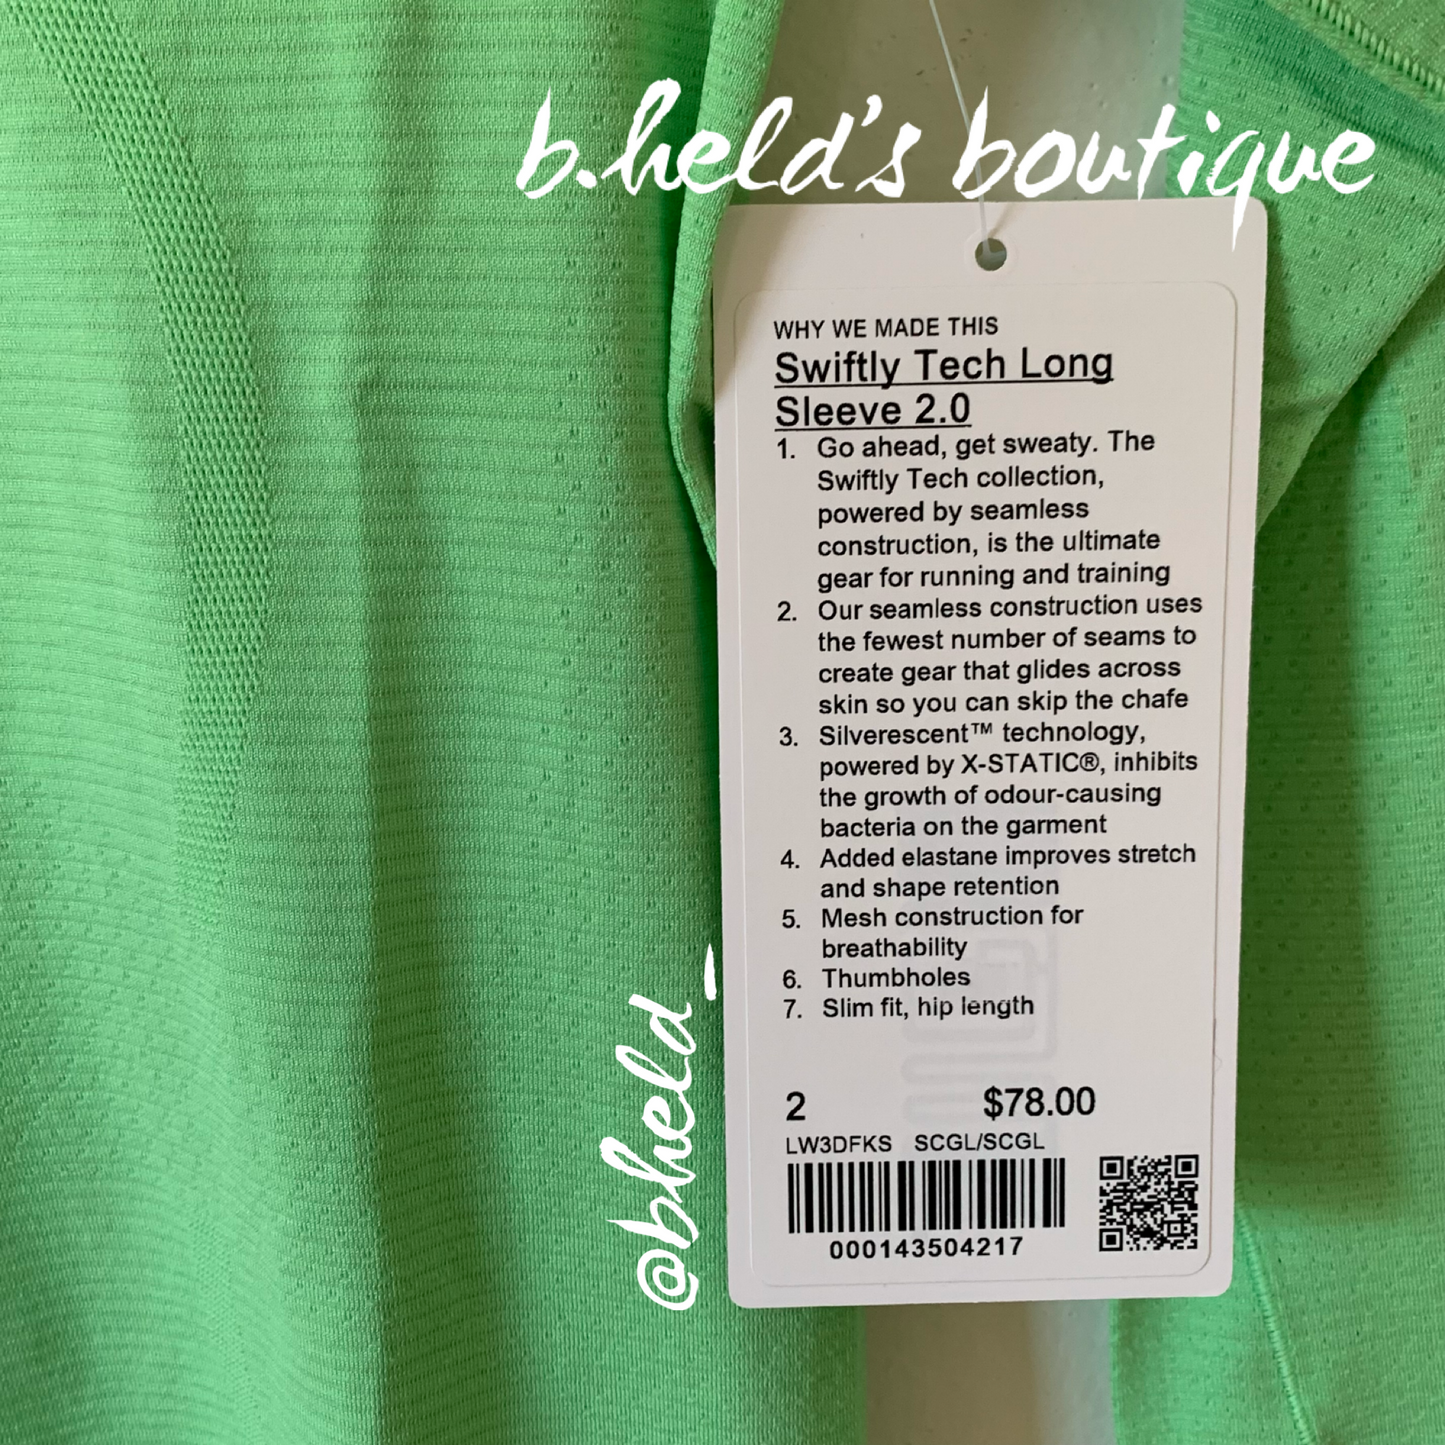 b.held's boutique
WHY WE MADE THIS
Swiftly Tech Long
Sleeve 2.0
1. Go ahead, get sweaty. The
Swiftly Tech collection,
powered by seamless
construction, is the ultimate
gear for running and training
2. Our seamless construction uses
the fewest number of seams to
create gear that glides across
skin so you can skip the chafe
3. Silverescent™ technology,
powered by X-STATIC®, inhibits
the growth of odour-causing
bacteria on the garment
4. Added elastane improves stretch
and shape retention
5. Mesh construction for
breathability
6. Thumbholes
7. Slim fit, hip length
2 $78.00
LW3DFKS SCGL/SCGL
000143504217
@bheld_